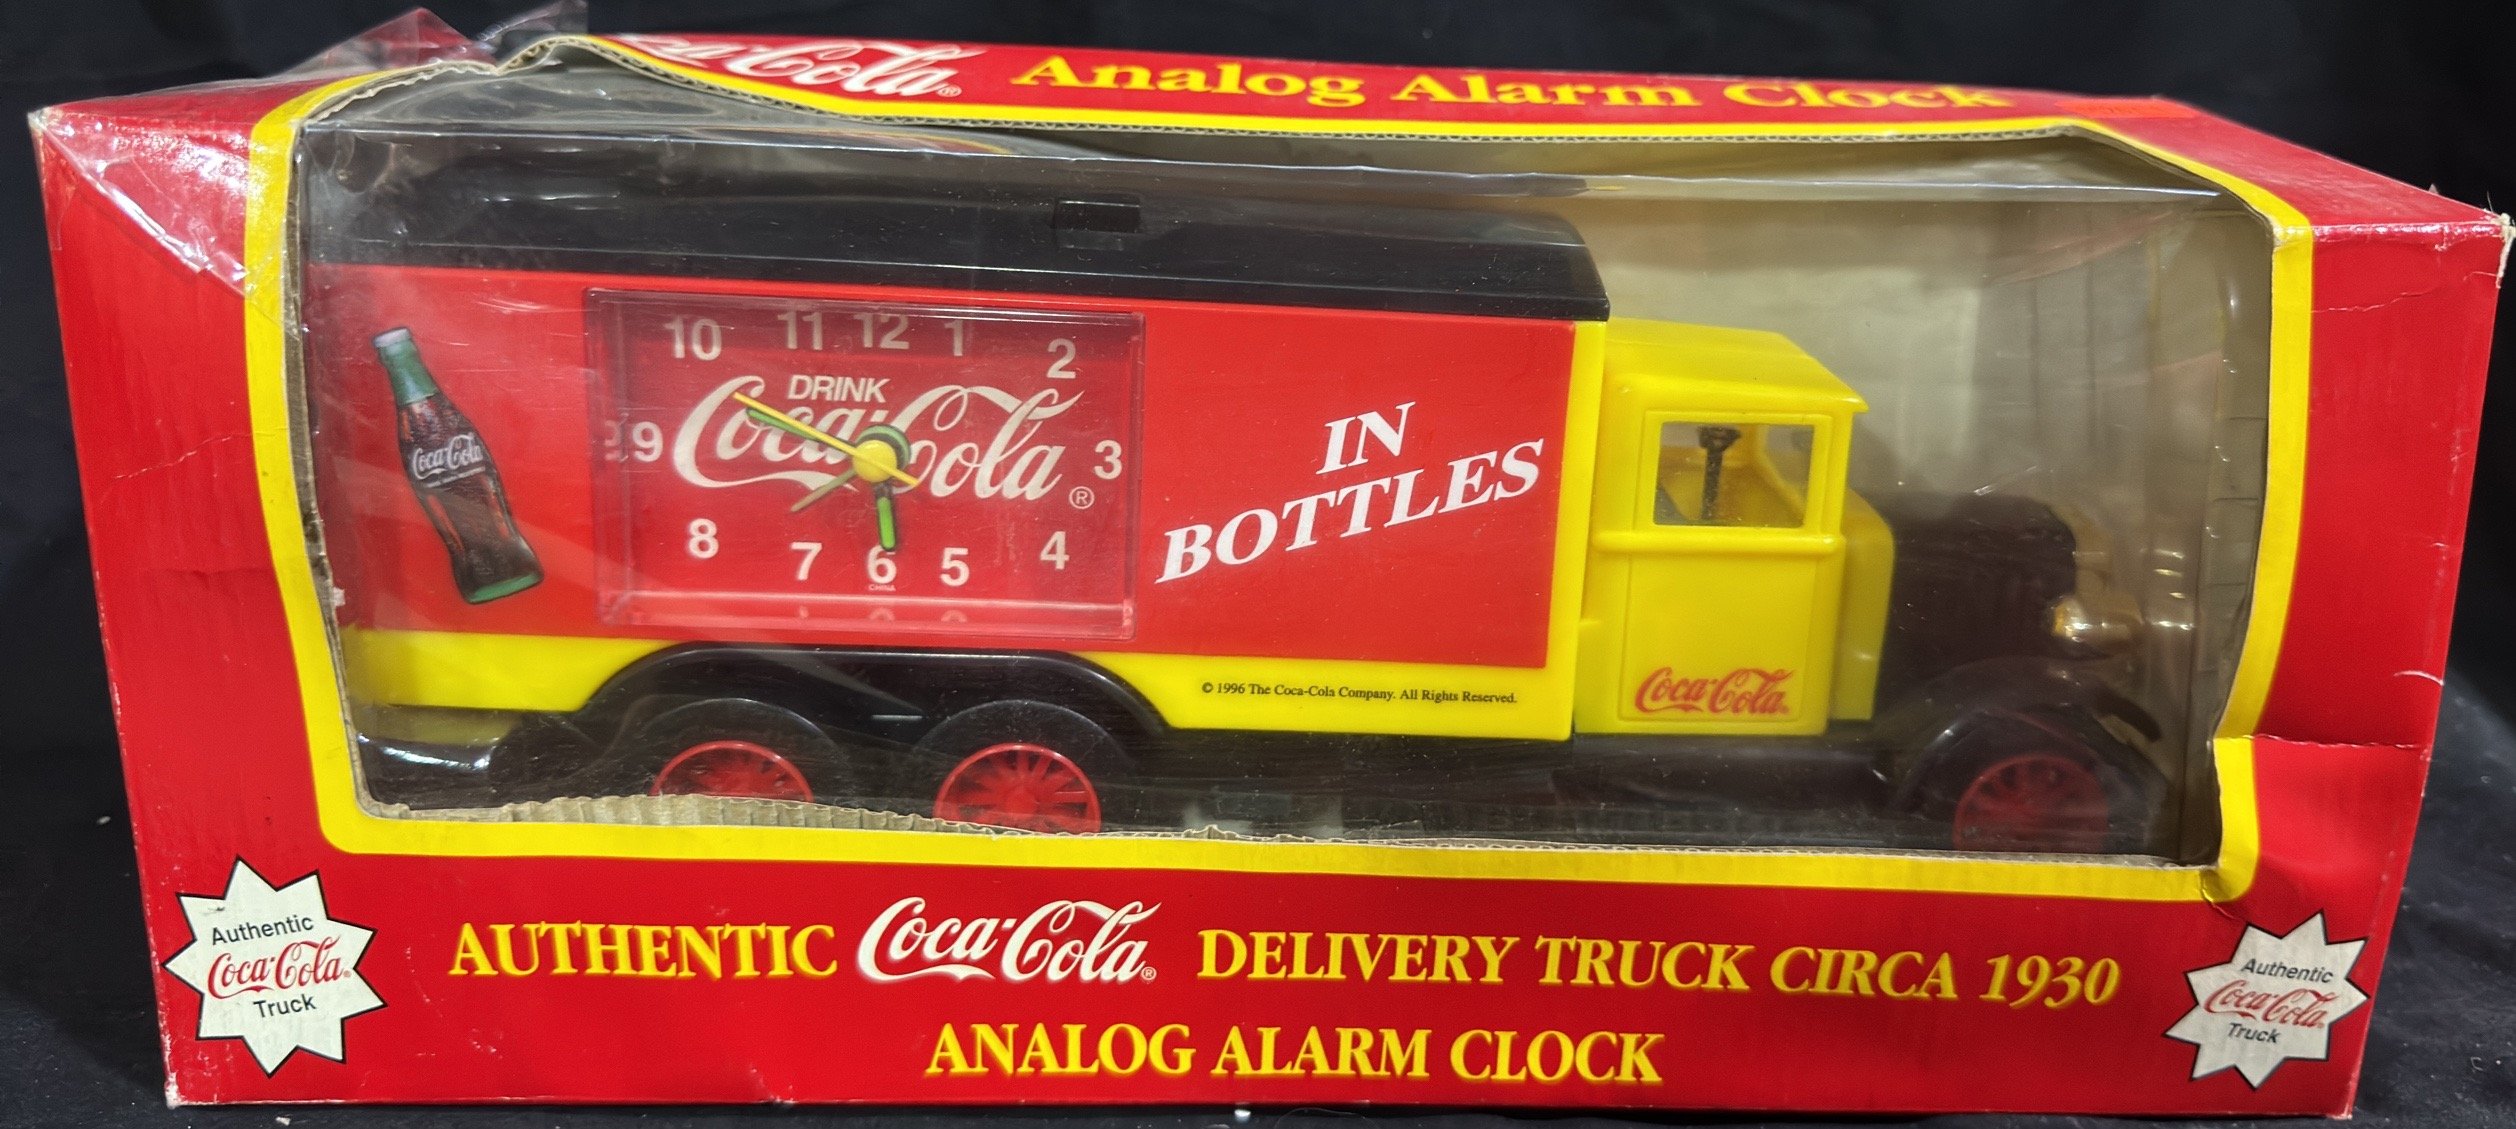 Coca-Cola® Analog Alarm Clock
10 11 12 1 2
DRINK
Coca-Cola®
9 3
8 7 6 5 4
CHINA
Coca-Cola
IN
BOTTLES
© 1996 The Coca-Cola Company. All Rights Reserved.
Coca-Cola
Authentic
Coca-Cola®
Truck
AUTHENTIC Coca-Cola® DELIVERY TRUCK CIRCA 1930
ANALOG ALARM CLOCK
Authentic
Coca-Cola®
Truck